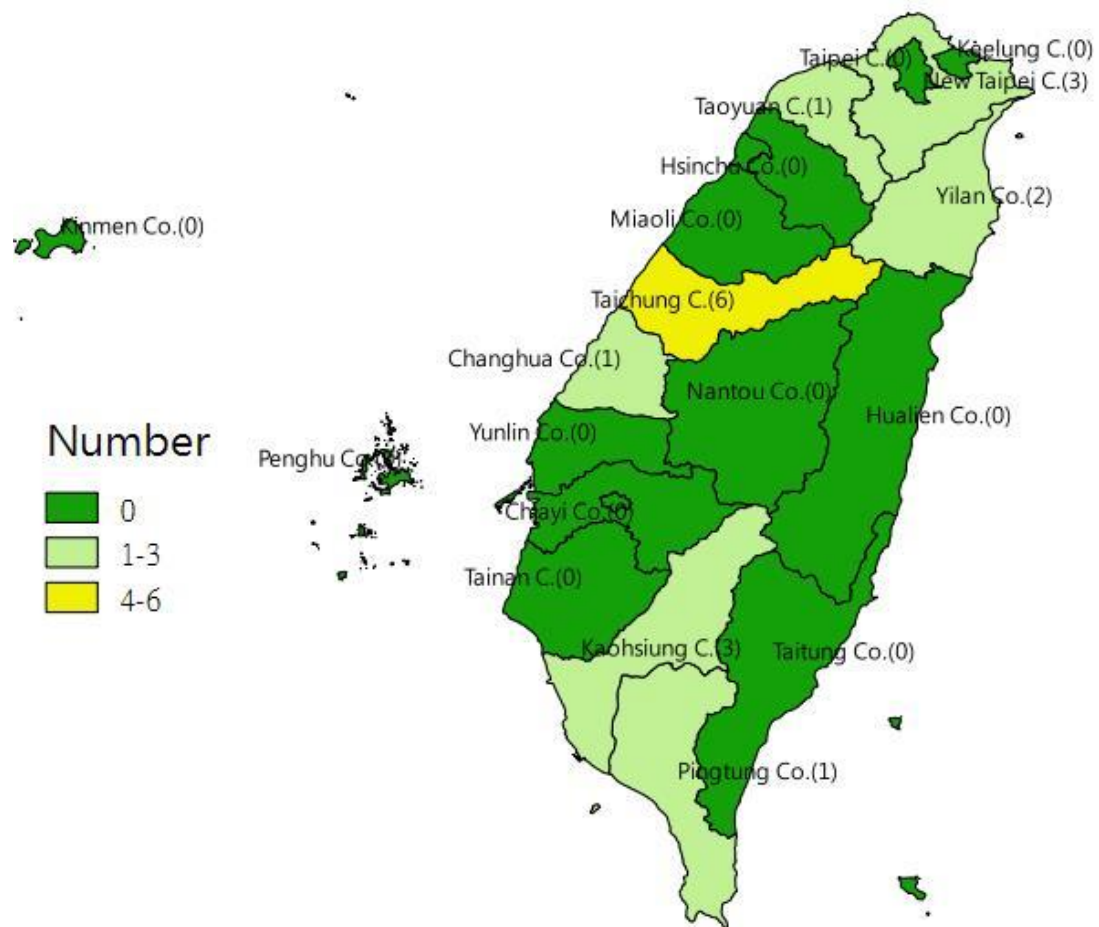 Keelung C.(0)
Taipei C.(0)
New Taipei C.(3)
Taoyuan C.(1)
Hsinchu Co.(0)
Yilan Co.(2)
Miaoli Co.(0)
Kinmen Co.(0)
Taichung C.(6)
Changhua Co.(1)
Nantou Co.(0)
Hualien Co.(0)
Yunlin Co.(0)
Penghu Co.
Chiayi Co.(0)
Tainan C.(0)
Kaohsiung C.(3)
Taitung Co.(0)
Pingtung Co.(1)
Number
0
1-3
4-6